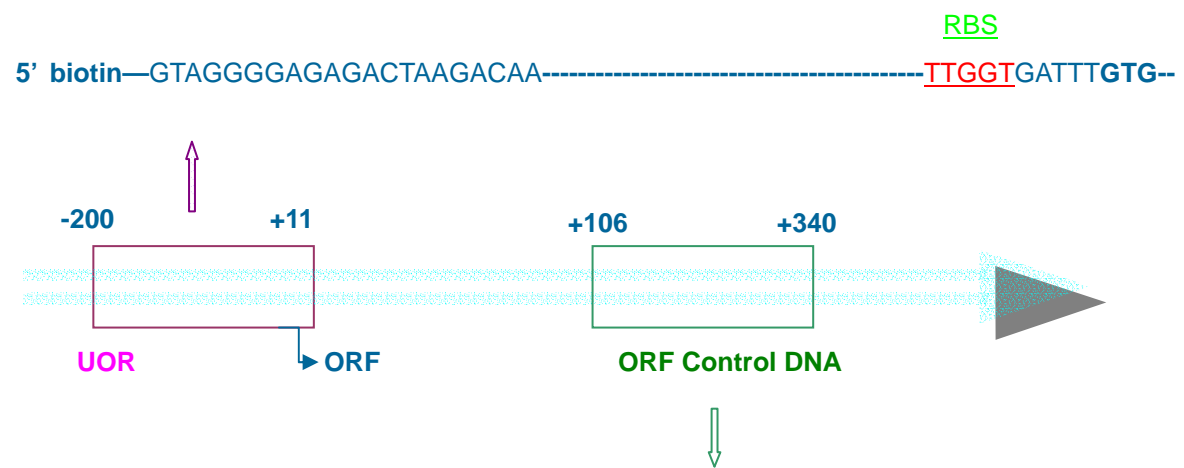 RBS
5' biotin—GTAGGGGAGAGACTAAGACAA--------------------------------------TTGGTGATTTGTG--
-200 +11 +106 +340
UOR ORF ORF Control DNA